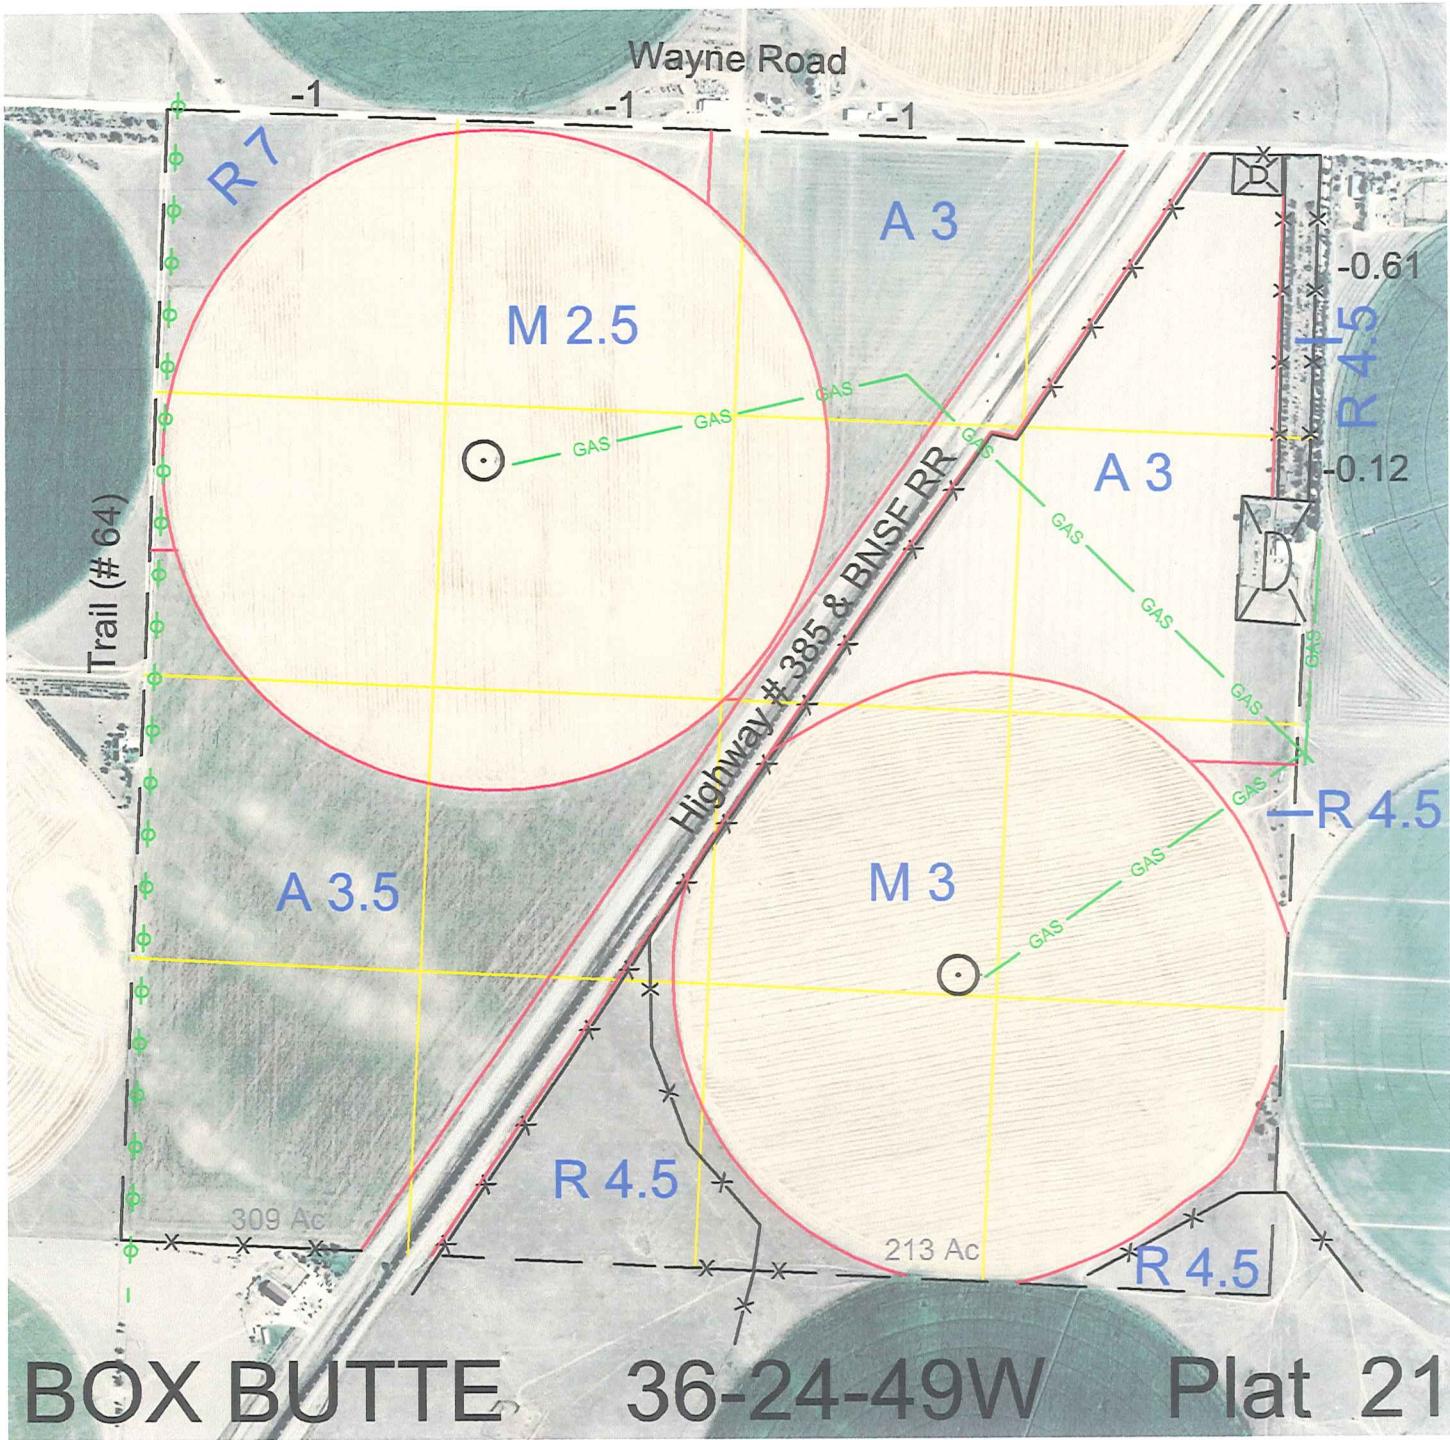 Wayne Road
-1
-1
-1
R 7
D
A 3
-0.61
R 4.5
M 2.5
GAS
GAS
GAS
GAS
A 3
-0.12
Trail (# 64)
Highway # 385 & BNSF RR
GAS
D
GAS
GAS
GAS
GAS
R 4.5
A 3.5
M 3
GAS
GAS
R 4.5
309 Ac
213 Ac
R 4.5
BOX BUTTE 36-24-49W Plat 21